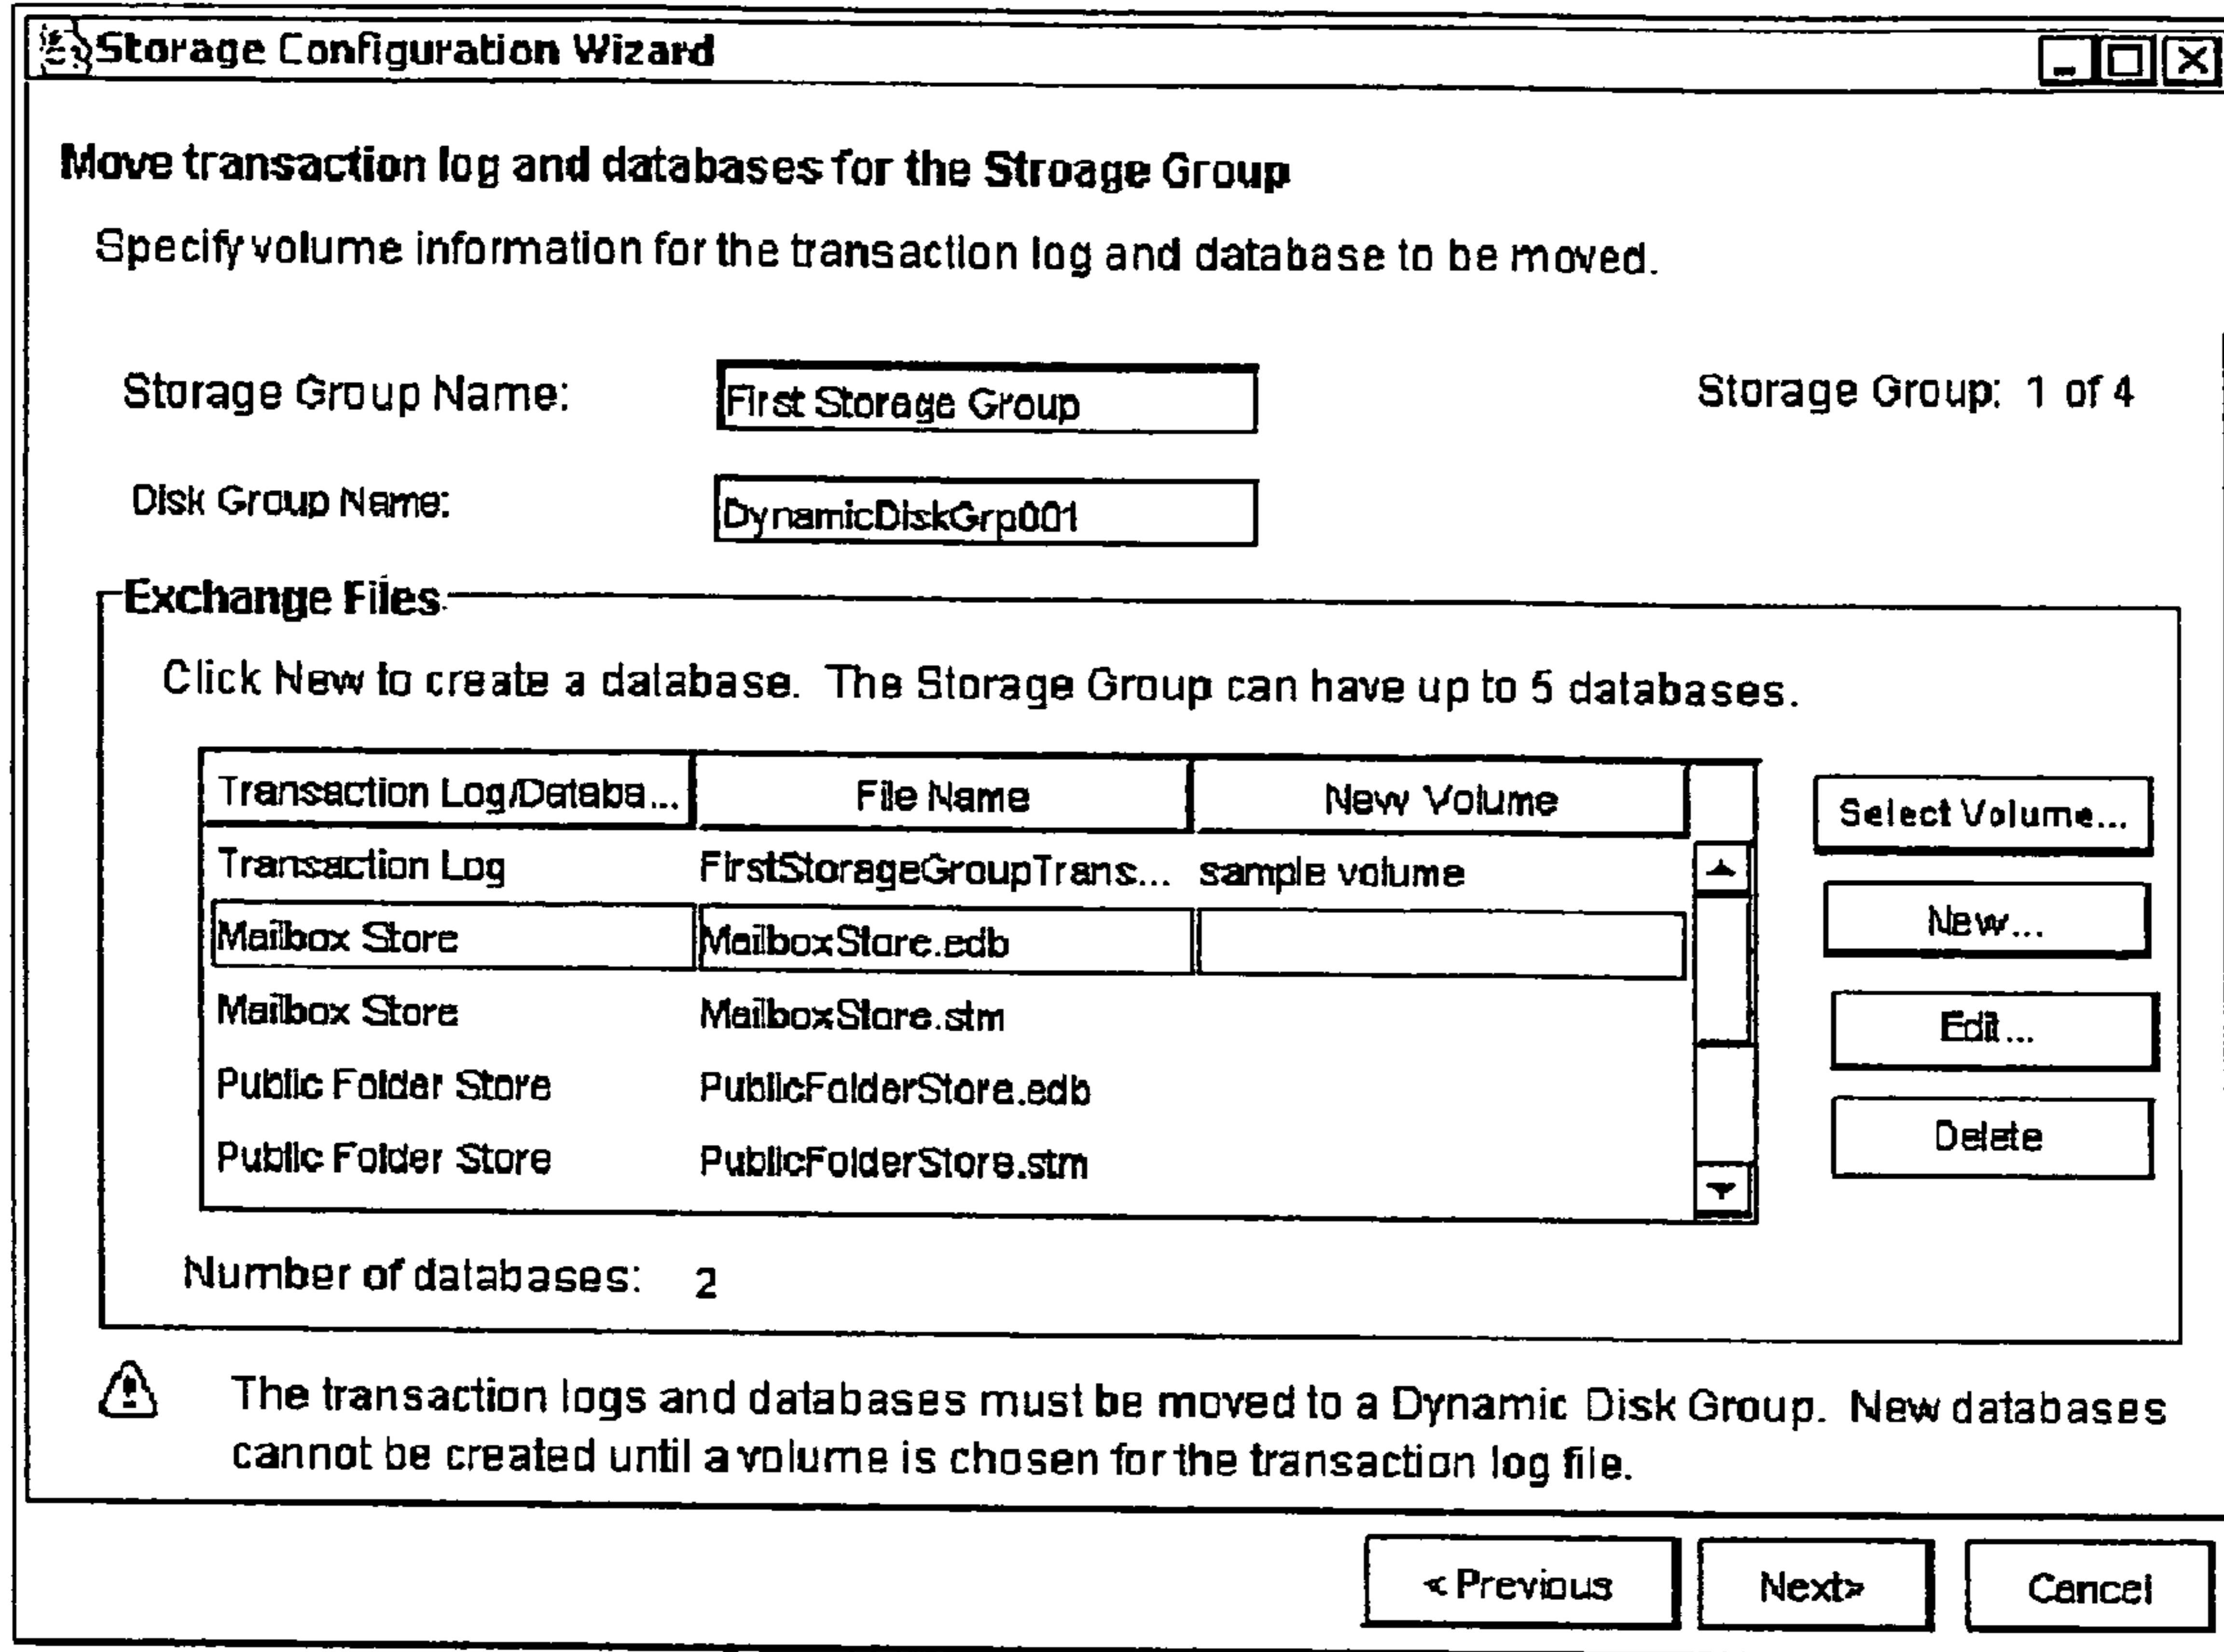 Storage Configuration Wizard
Move transaction log and databases for the Stroage Group
Specify volume information for the transaction log and database to be moved.
Storage Group Name: First Storage Group Storage Group: 1 of 4
Disk Group Name: DynamicDiskGrp001
Exchange Files
Click New to create a database. The Storage Group can have up to 5 databases.
Transaction Log/Databa... File Name New Volume Select Volume...
Transaction Log FirstStorageGroupTrans... sample volume
Mailbox Store MailboxStore.edb New...
Mailbox Store MailboxStore.stm Edit...
Public Folder Store PublicFolderStore.edb
Public Folder Store PublicFolderStore.stm Delete
Number of databases: 2
The transaction logs and databases must be moved to a Dynamic Disk Group. New databases
cannot be created until a volume is chosen for the transaction log file.
< Previous Next> Cancel